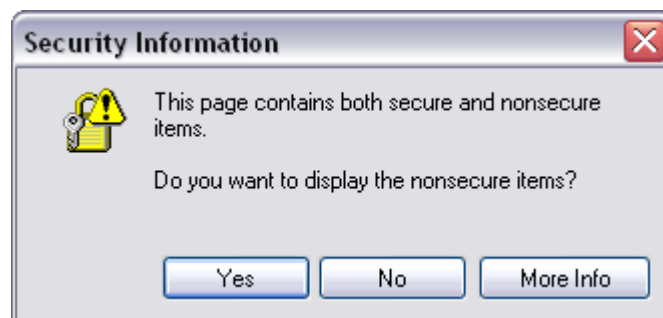 Security Information
This page contains both secure and nonsecure
items.
Do you want to display the nonsecure items?
Yes No More Info